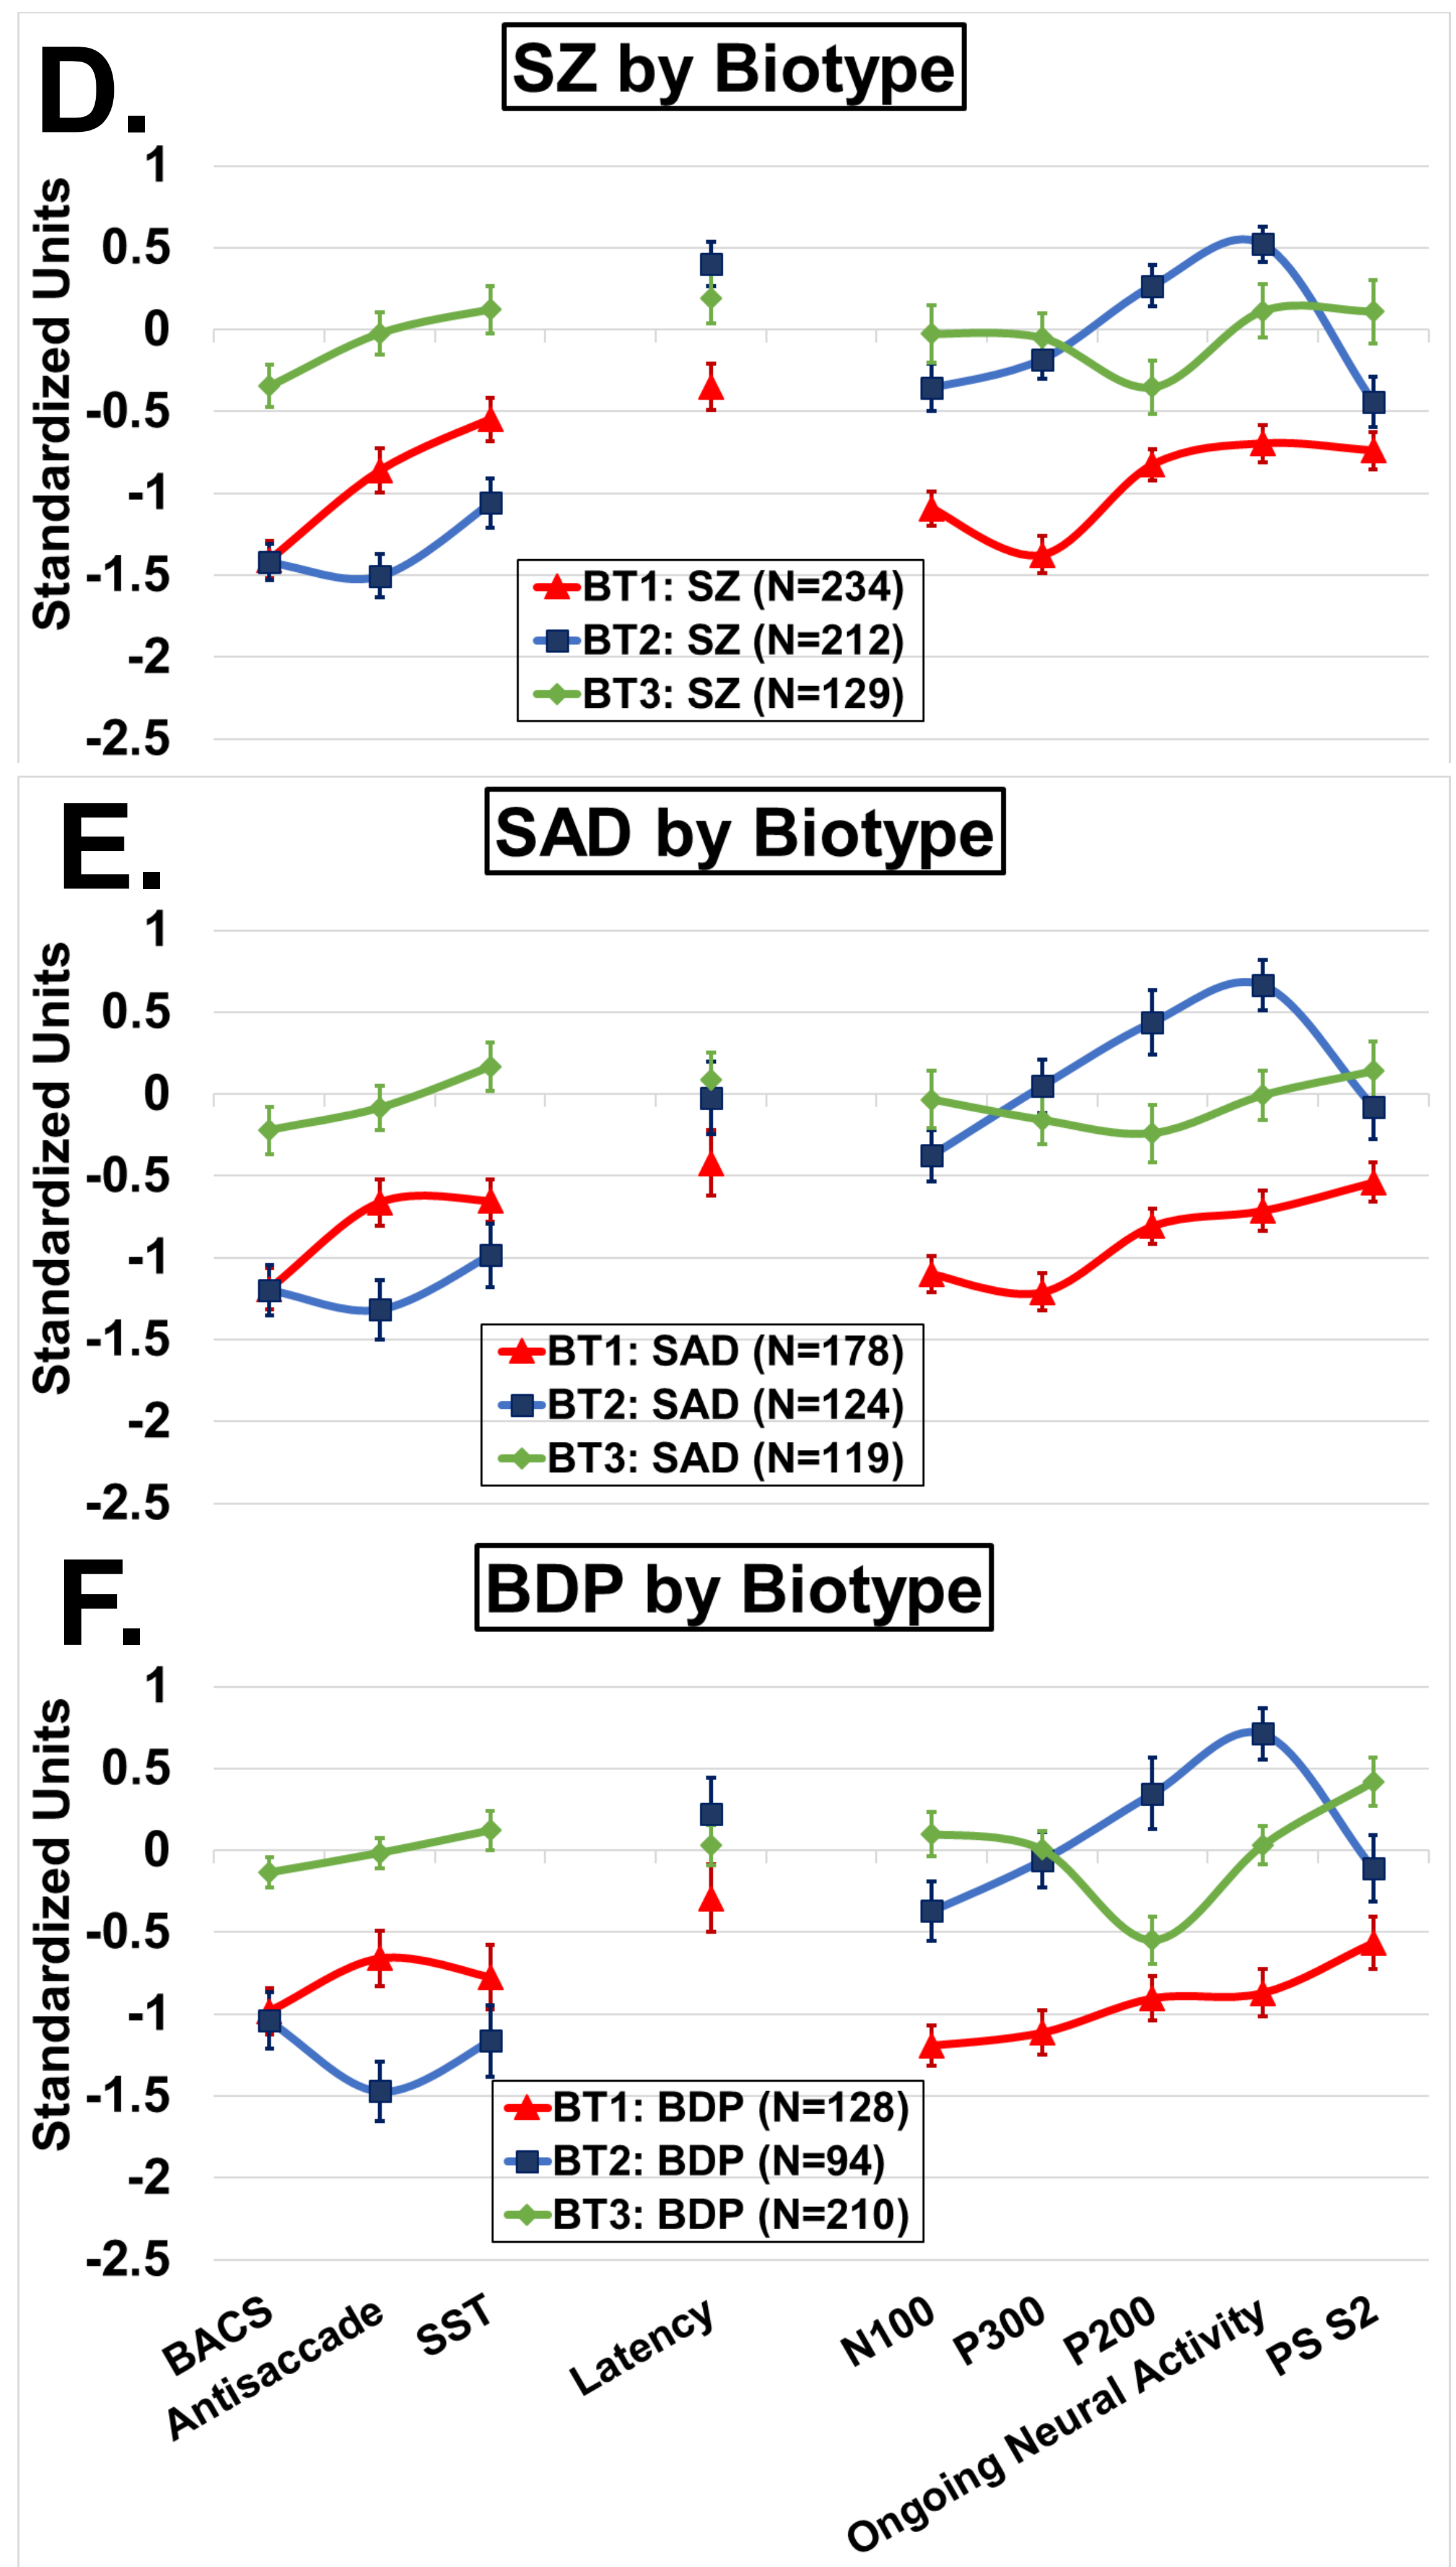 D.
SZ by Biotype
Standardized Units
1
0.5
0
-0.5
-1
-1.5
-2
-2.5
BT1: SZ (N=234)
BT2: SZ (N=212)
BT3: SZ (N=129)
E.
SAD by Biotype
Standardized Units
1
0.5
0
-0.5
-1
-1.5
-2
-2.5
BT1: SAD (N=178)
BT2: SAD (N=124)
BT3: SAD (N=119)
F.
BDP by Biotype
Standardized Units
1
0.5
0
-0.5
-1
-1.5
-2
-2.5
BT1: BDP (N=128)
BT2: BDP (N=94)
BT3: BDP (N=210)
BACS
Antisaccade
SST
Latency
N100
P300
P200
Ongoing Neural Activity
PS S2